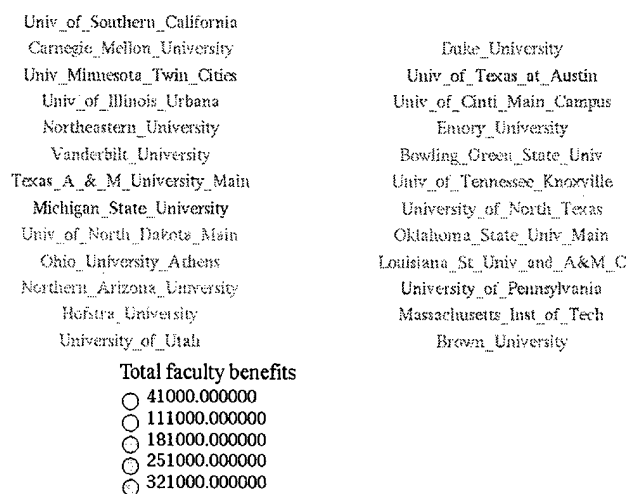 Univ_of_Southern_California
Carnegie_Mellon_University
Univ_Minnesota_Twin_Cities
Univ_of_Illinois_Urbana
Northeastern_University
Vanderbilt_University
Texas_A_&_M_University_Main
Michigan_State_University
Univ_of_North_Dakota_Main
Ohio_University_Athens
Northern_Arizona_University
Hofstra_University
University_of_Utah
Duke_University
Univ_of_Texas_at_Austin
Univ_of_Cinti_Main_Campus
Emory_University
Bowling_Green_State_Univ
Univ_of_Tennessee_Knoxville
University_of_North_Texas
Oklahoma_State_Univ_Main
Louisiana_St_Univ_and_A&M_C
University_of_Pennsylvania
Massachusetts_Inst_of_Tech
Brown_University
Total faculty benefits
41000.000000
111000.000000
181000.000000
251000.000000
321000.000000